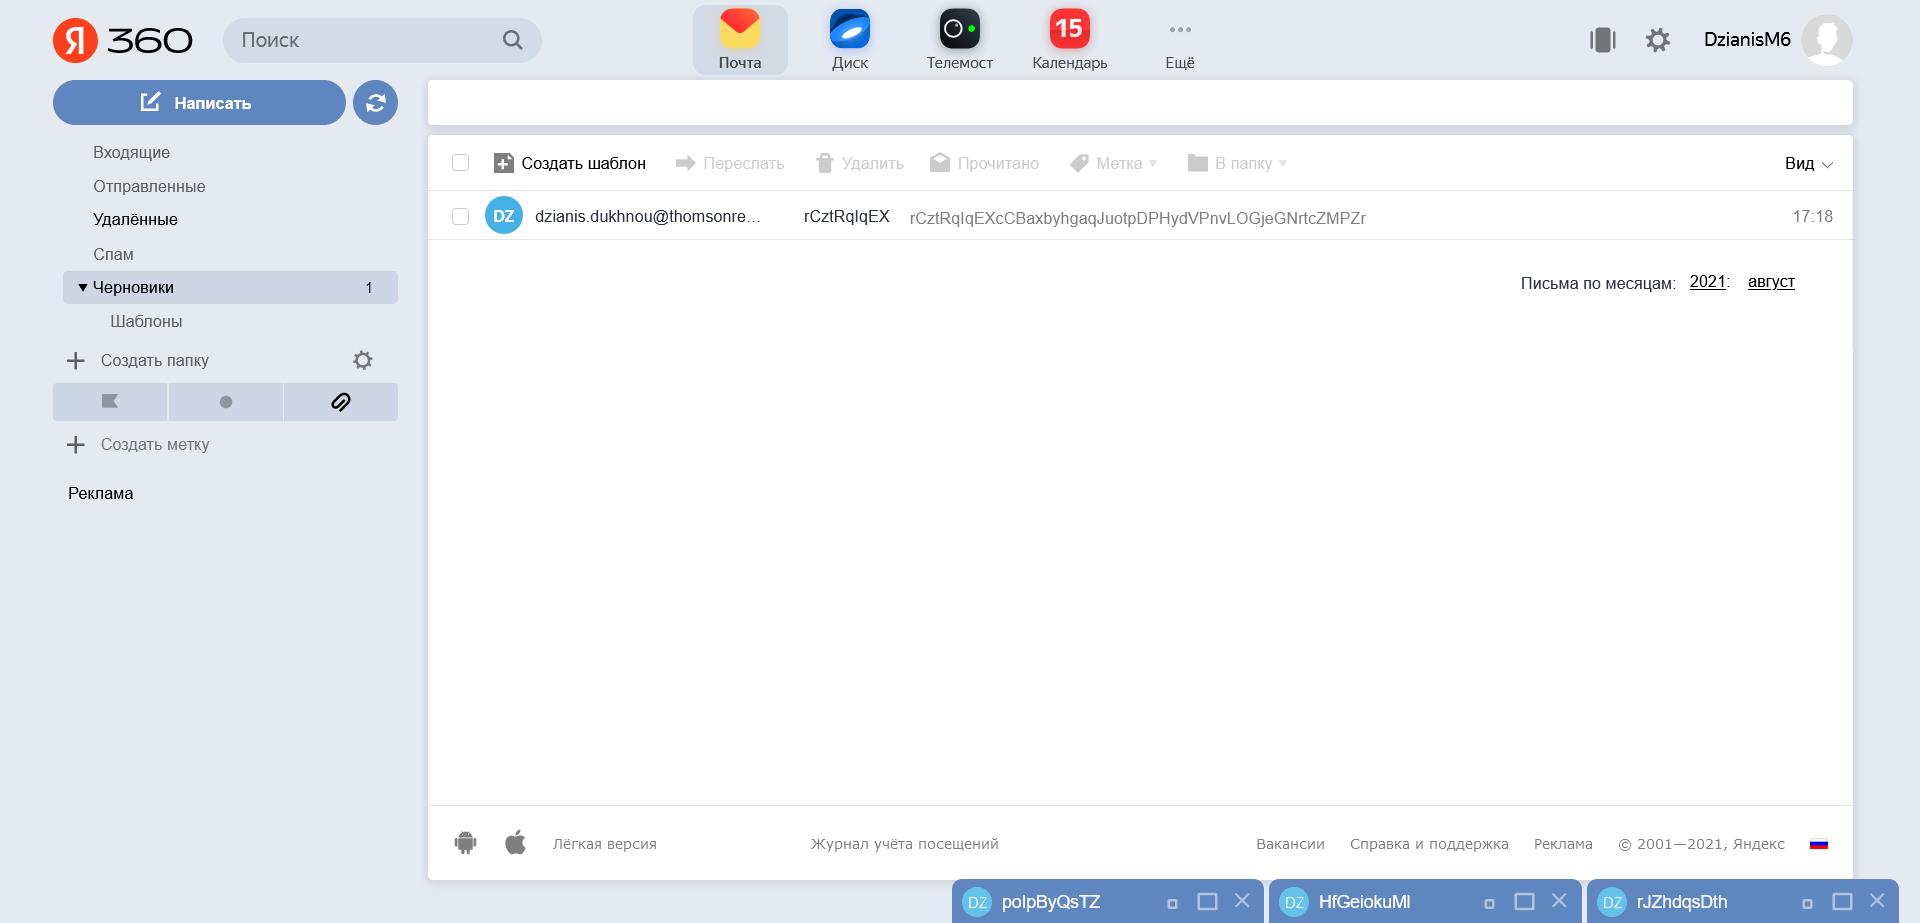 Я 360
Поиск
Почта
Диск
Телемост
15
Календарь
Ещё
DzianisM6
Написать
Входящие
Отправленные
Удалённые
Спам
Черновики 1
Шаблоны
Создать папку
Создать метку
Реклама
Создать шаблон Переслать Удалить Прочитано Метка В папку Вид
DZ dzianis.dukhnou@thomsonre... rCztRqIqEX rCztRqIqEXcCBaxbyhgaqJuotpDPHydVPnvLOGjeGNrtcZMPZr 17:18
Письма по месяцам: 2021: август
Лёгкая версия Журнал учёта посещений Вакансии Справка и поддержка Реклама © 2001—2021, Яндекс
DZ poIpByQsTZ DZ HfGeiokuMl DZ rJZhdqsDth